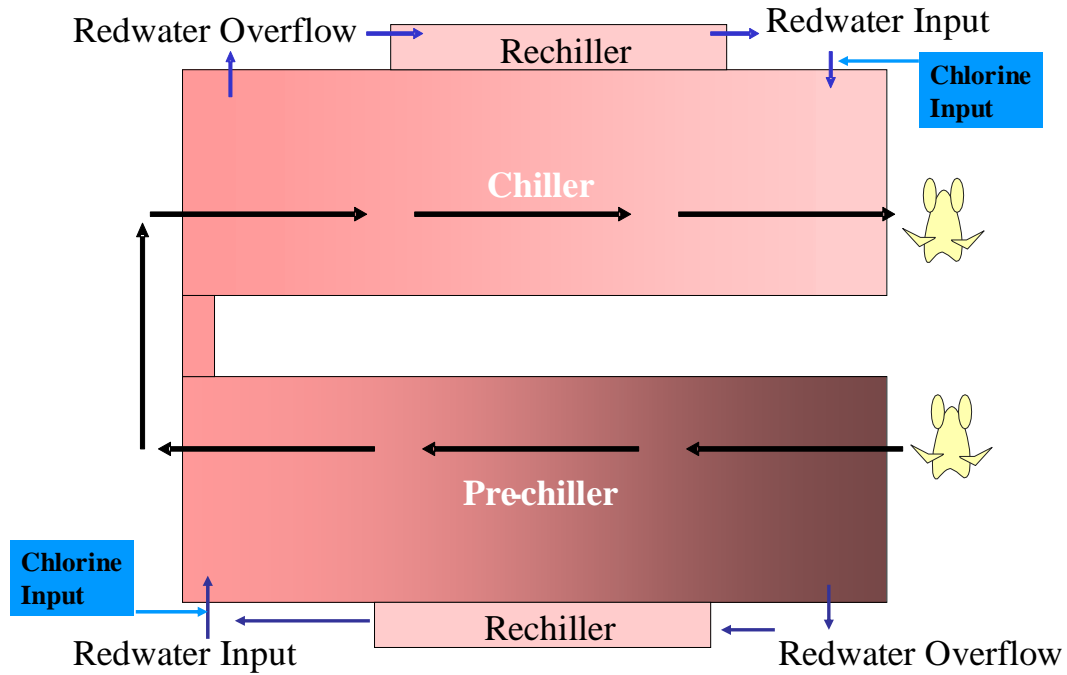 Redwater Overflow
Rechiller
Redwater Input
Chlorine
Input
Chiller
Pre-chiller
Chlorine
Input
Redwater Input
Rechiller
Redwater Overflow